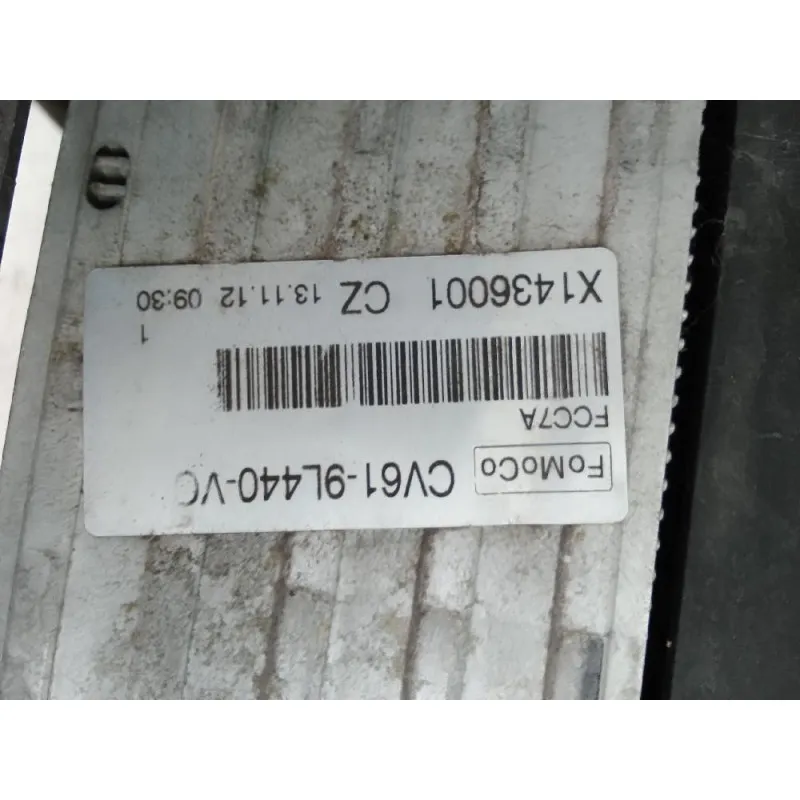 FoMoCo CV61-9L440-VC
FCC7A
1
X1436001 CZ 13.11.12 09:30